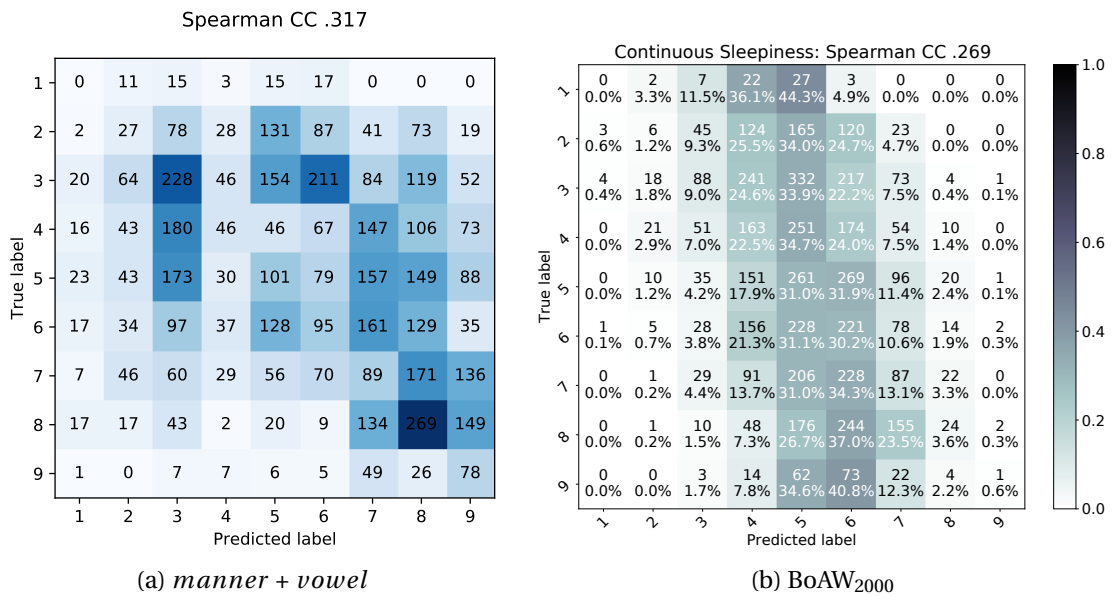 Spearman CC .317
1 0 11 15 3 15 17 0 0 0
2 2 27 78 28 131 87 41 73 19
3 20 64 228 46 154 211 84 119 52
4 16 43 180 46 46 67 147 106 73
5 23 43 173 30 101 79 157 149 88
6 17 34 97 37 128 95 161 129 35
7 7 46 60 29 56 70 89 171 136
8 17 17 43 2 20 9 134 269 149
9 1 0 7 7 6 5 49 26 78
1 2 3 4 5 6 7 8 9
True label
Predicted label
(a) manner + vowel
Continuous Sleepiness: Spearman CC .269
1 0 2 7 22 27 3 0 0 0
0.0% 3.3% 11.5% 36.1% 44.3% 4.9% 0.0% 0.0% 0.0%
2 3 6 45 124 165 120 23 0 0
0.6% 1.2% 9.3% 25.5% 34.0% 24.7% 4.7% 0.0% 0.0%
3 4 18 88 241 332 217 73 4 1
0.4% 1.8% 9.0% 24.6% 33.9% 22.2% 7.5% 0.4% 0.1%
4 0 21 51 163 251 174 54 10 0
0.0% 2.9% 7.0% 22.5% 34.7% 24.0% 7.5% 1.4% 0.0%
5 0 10 35 151 261 269 96 20 1
0.0% 1.2% 4.2% 17.9% 31.0% 31.9% 11.4% 2.4% 0.1%
6 1 5 28 156 228 221 78 14 2
0.1% 0.7% 3.8% 21.3% 31.1% 30.2% 10.6% 1.9% 0.3%
7 0 1 29 91 206 228 87 22 0
0.0% 0.2% 4.4% 13.7% 31.0% 34.3% 13.1% 3.3% 0.0%
8 0 1 10 48 176 244 155 24 2
0.0% 0.2% 1.5% 7.3% 26.7% 37.0% 23.5% 3.6% 0.3%
9 0 0 3 14 62 73 22 4 1
0.0% 0.0% 1.7% 7.8% 34.6% 40.8% 12.3% 2.2% 0.6%
1 2 3 4 5 6 7 8 9
True label
Predicted label
1.0
0.8
0.6
0.4
0.2
0.0
(b) BoAW2000